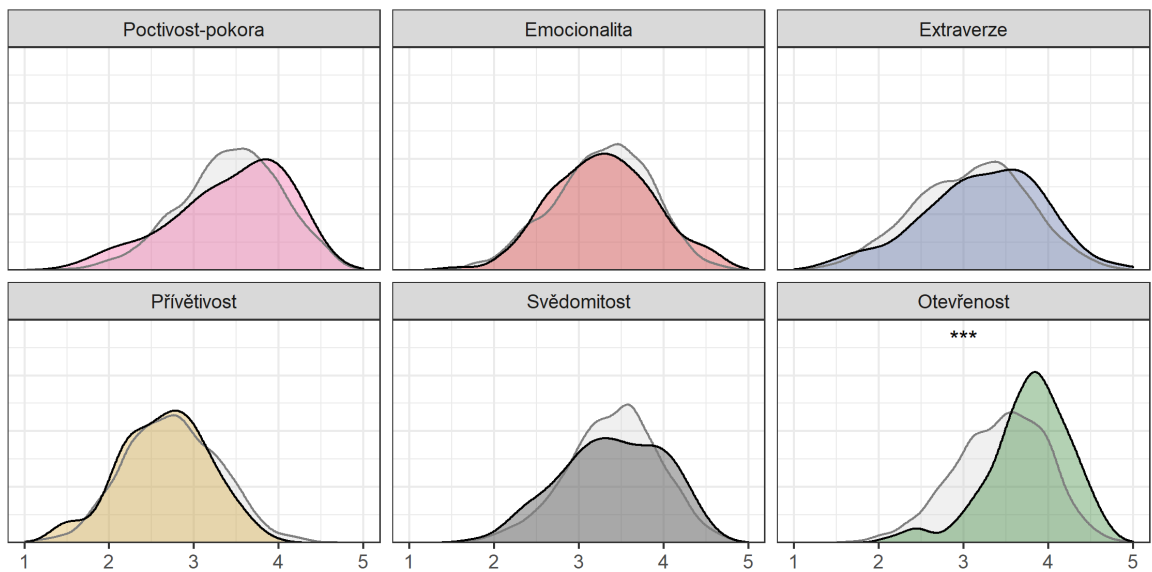 Poctivost-pokora
Emocionalita
Extraverze
Přívětivost
Svědomitost
Otevřenost
***
1 2 3 4 5
1 2 3 4 5
1 2 3 4 5